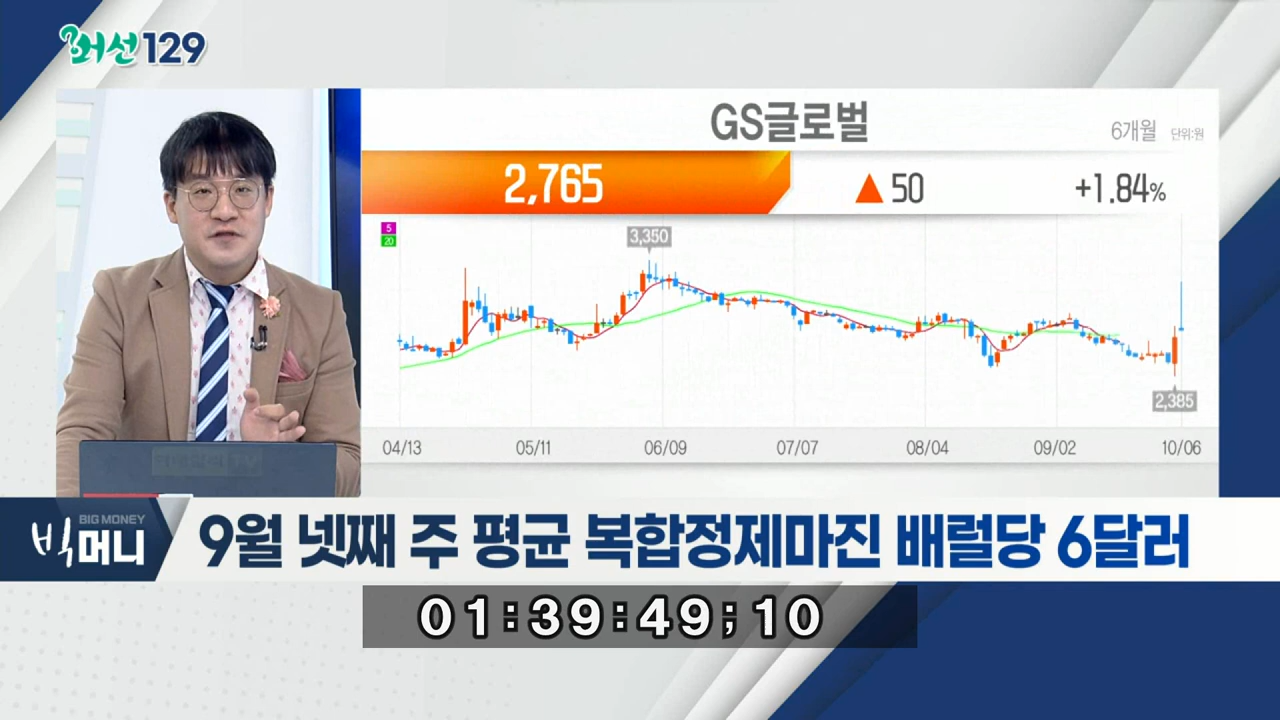 머선129
GS글로벌
6개월 단위:원
2,765 ▲50 +1.84%
5
20
3,350
2,385
04/13 05/11 06/09 07/07 08/04 09/02 10/06
BIG MONEY
빅머니
9월 넷째 주 평균 복합정제마진 배럴당 6달러
01:39:49;10